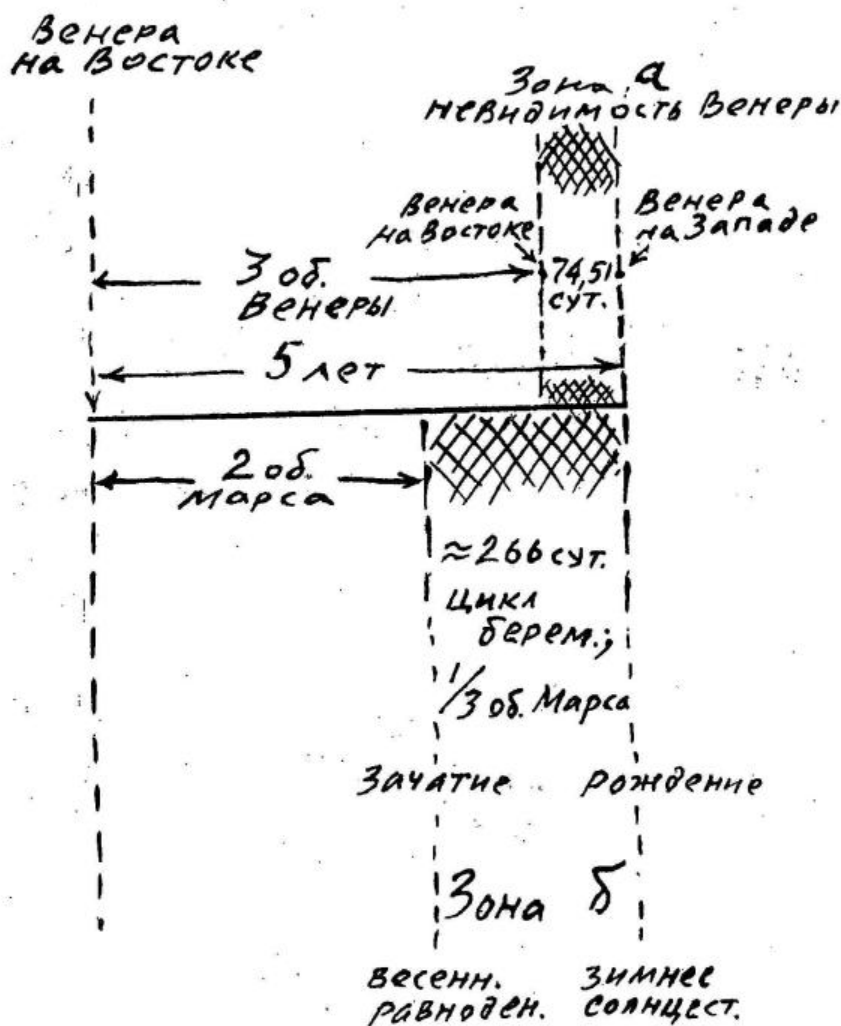 Венера
на Востоке
Зона а
невидимость Венеры
Венера
на Востоке
Венера
на Западе
3 об.
Венеры
74,51
сут.
5 лет
2 об.
Марса
≈266 сут.
Цикл
берем.;
1/3 об. Марса
Зачатие Рождение
Зона б
Весенн.
равноден.
Зимнее
солнцест.